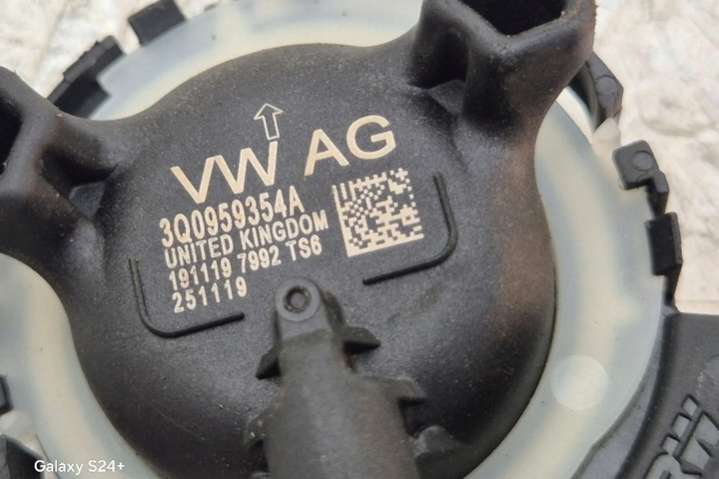 VW AG
3Q0959354A
UNITED KINGDOM
191119 7992 TS6
251119
Galaxy S24+